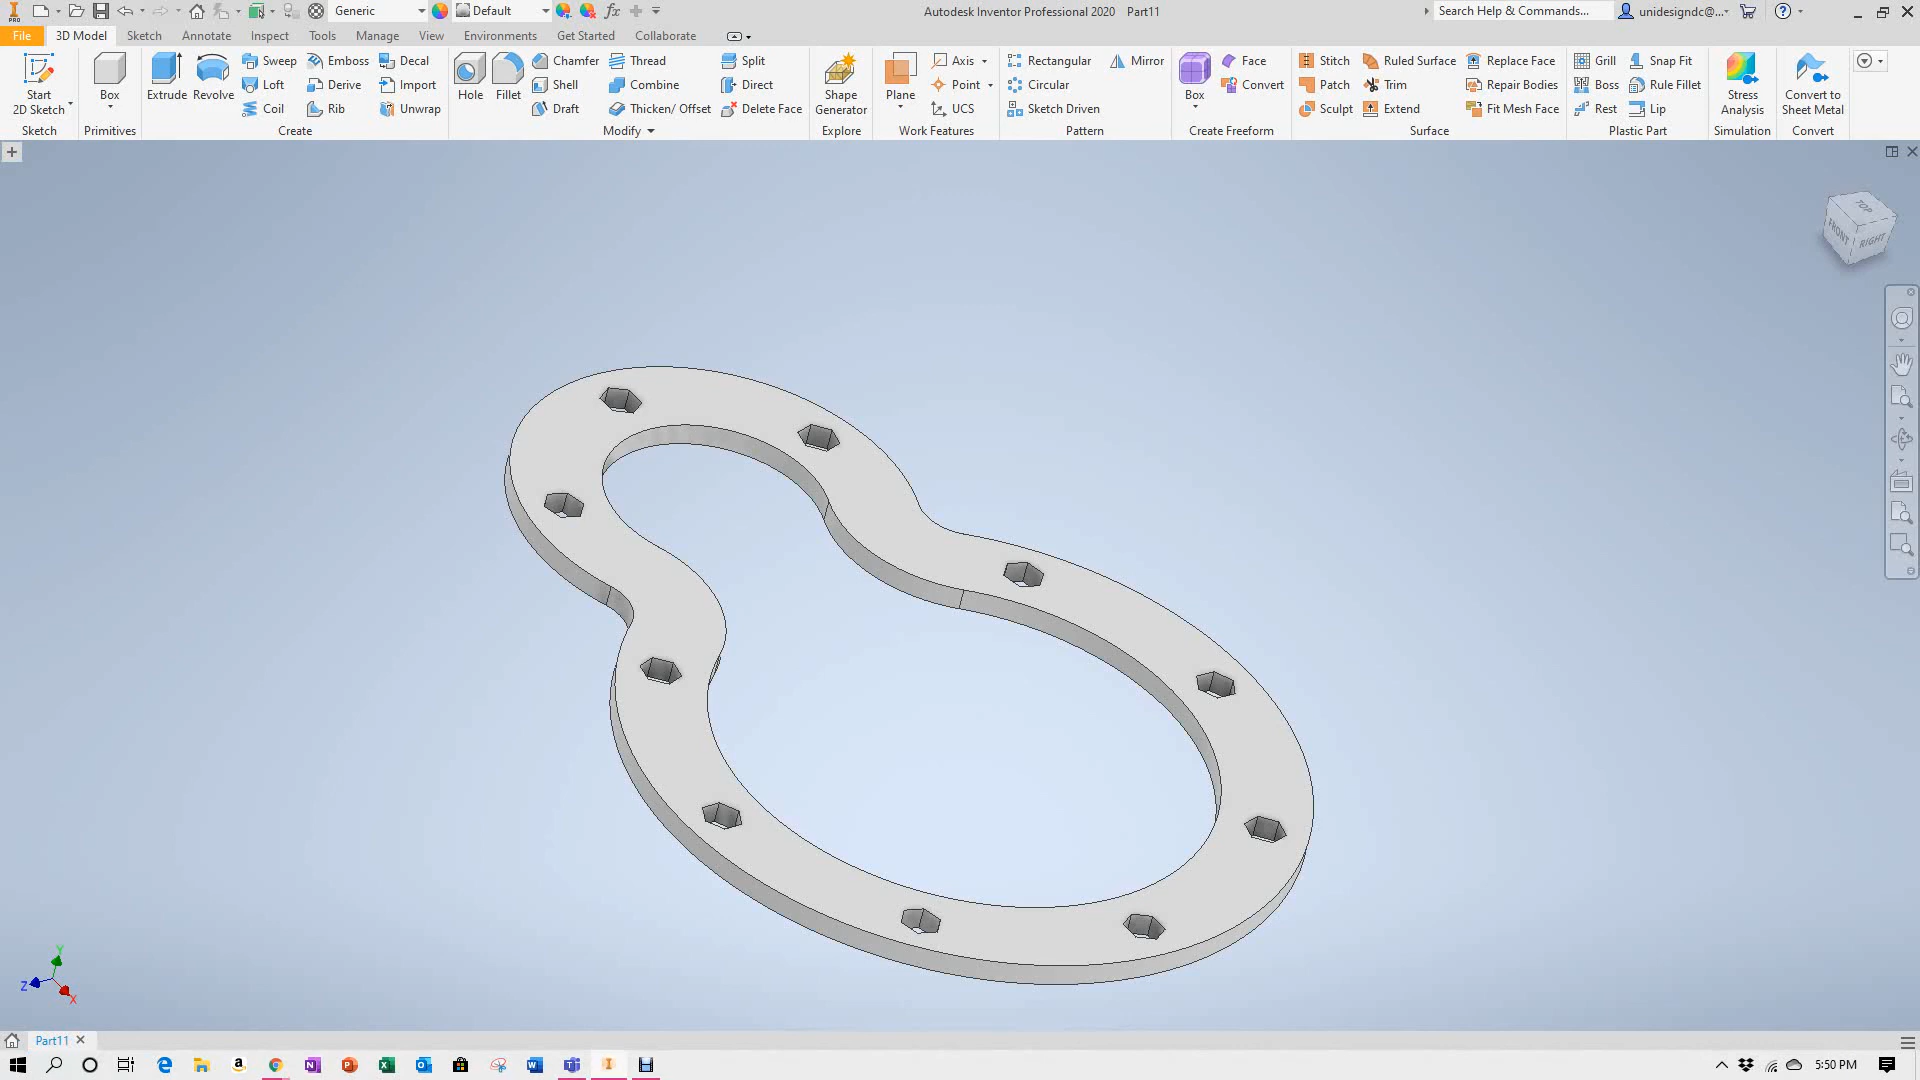 PRO Generic Default fx Autodesk Inventor Professional 2020 Part11 Search Help & Commands... unidesigndc@...
File 3D Model Sketch Annotate Inspect Tools Manage View Environments Get Started Collaborate
Start
2D Sketch
Sketch
Box
Primitives
Extrude Revolve
Sweep Emboss Decal
Loft Derive Import
Coil Rib Unwrap
Create
Hole Fillet
Chamfer Thread Split
Shell Combine Direct
Draft Thicken/ Offset Delete Face
Modify
Shape
Generator
Explore
Plane
Axis
Point
UCS
Work Features
Rectangular Mirror
Circular
Sketch Driven
Pattern
Box
Face
Convert
Create Freeform
Stitch Ruled Surface Replace Face
Patch Trim Repair Bodies
Sculpt Extend Fit Mesh Face
Surface
Grill Snap Fit
Boss Rule Fillet
Rest Lip
Plastic Part
Stress
Analysis
Simulation
Convert to
Sheet Metal
Convert
TOP
FRONT RIGHT
Y
Z
X
Part11
5:50 PM